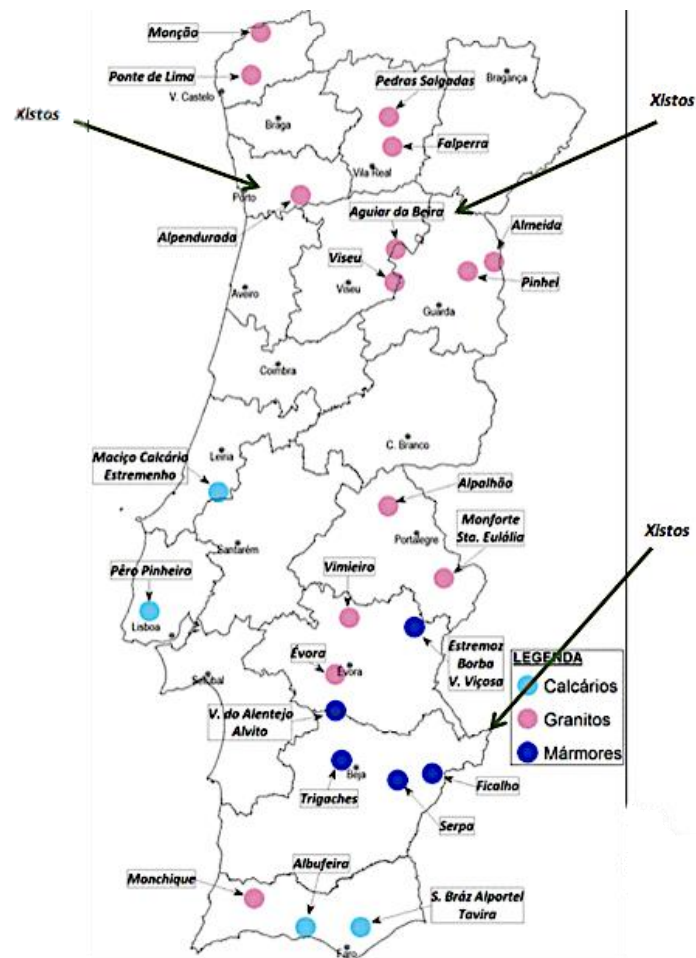 Monção
Ponte de Lima
V. Castelo
Pedras Salgadas
Bragança
Xistos
Xistos
Braga
Falperra
Vila Real
Porto
Aguiar da Beira
Almeida
Alpendurada
Viseu
Viseu
Pinhel
Aveiro
Guarda
Coimbra
C. Branco
Leiria
Maciço Calcário
Estremenho
Alpalhão
Portalegre
Monforte
Sta. Eulália
Xistos
Santarém
Pêro Pinheiro
Vimieiro
Lisboa
Estremoz
Borba
V. Viçosa
LEGENDA
Calcários
Granitos
Mármores
Évora
Évora
Setúbal
V. do Alentejo
Alvito
Beja
Trigaches
Ficalho
Serpa
Monchique
Albufeira
S. Bráz Alportel
Tavira
Faro